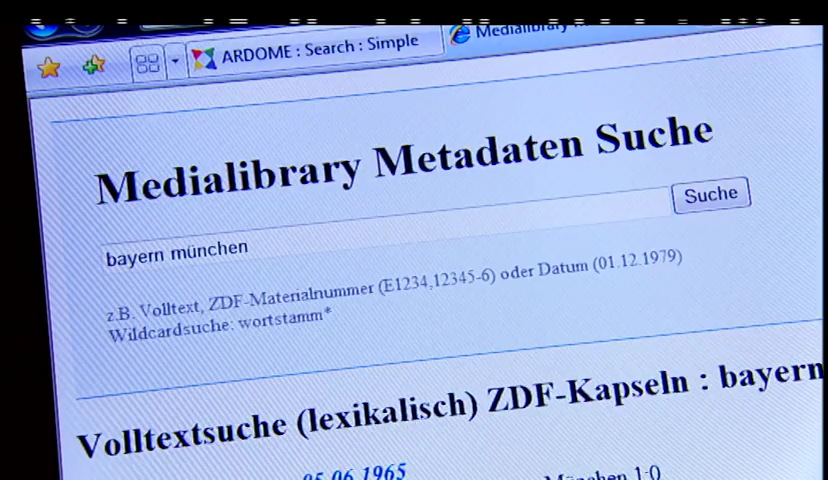 ARDOME : Search : Simple
Medialibrary
Medialibrary Metadaten Suche
bayern münchen
Suche
z.B. Volltext, ZDF-Materialnummer (E1234,12345-6) oder Datum (01.12.1979)
Wildcardsuche: wortstamm*
Volltextsuche (lexikalisch) ZDF-Kapseln : bayern
05.06.1965
München 1:0